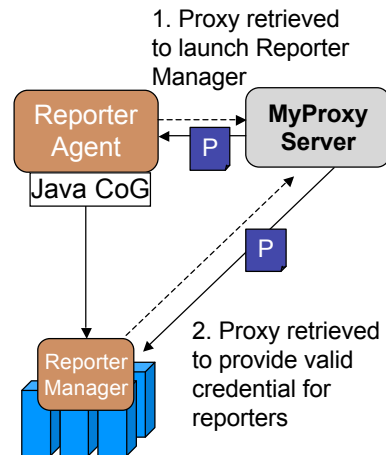 1. Proxy retrieved
to launch Reporter
Manager
Reporter
Agent
MyProxy
Server
P
Java CoG
P
2. Proxy retrieved
to provide valid
credential for
reporters
Reporter
Manager